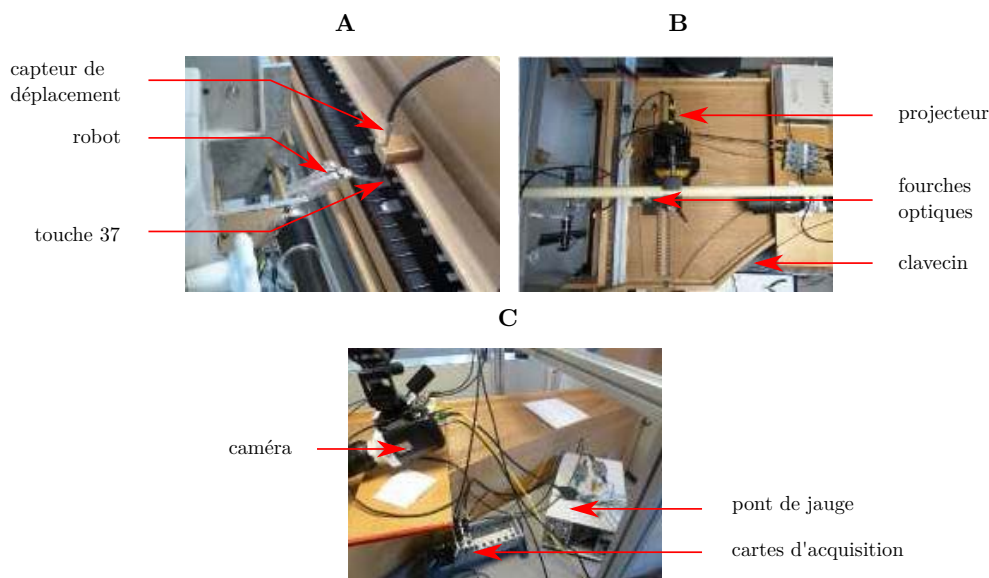 A
B
capteur de
déplacement
robot
touche 37
projecteur
fourches
optiques
clavecin
C
caméra
pont de jauge
cartes d'acquisition